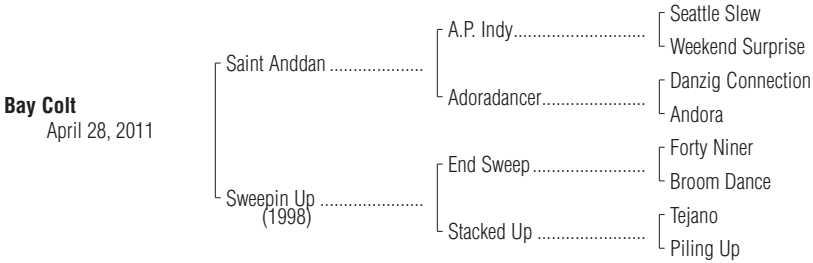 Seattle Slew
A.P. Indy
Weekend Surprise
Saint Anddan
Danzig Connection
Adoradancer
Andora
Bay Colt
April 28, 2011
Forty Niner
End Sweep
Broom Dance
Sweepin Up
(1998)
Tejano
Stacked Up
Piling Up